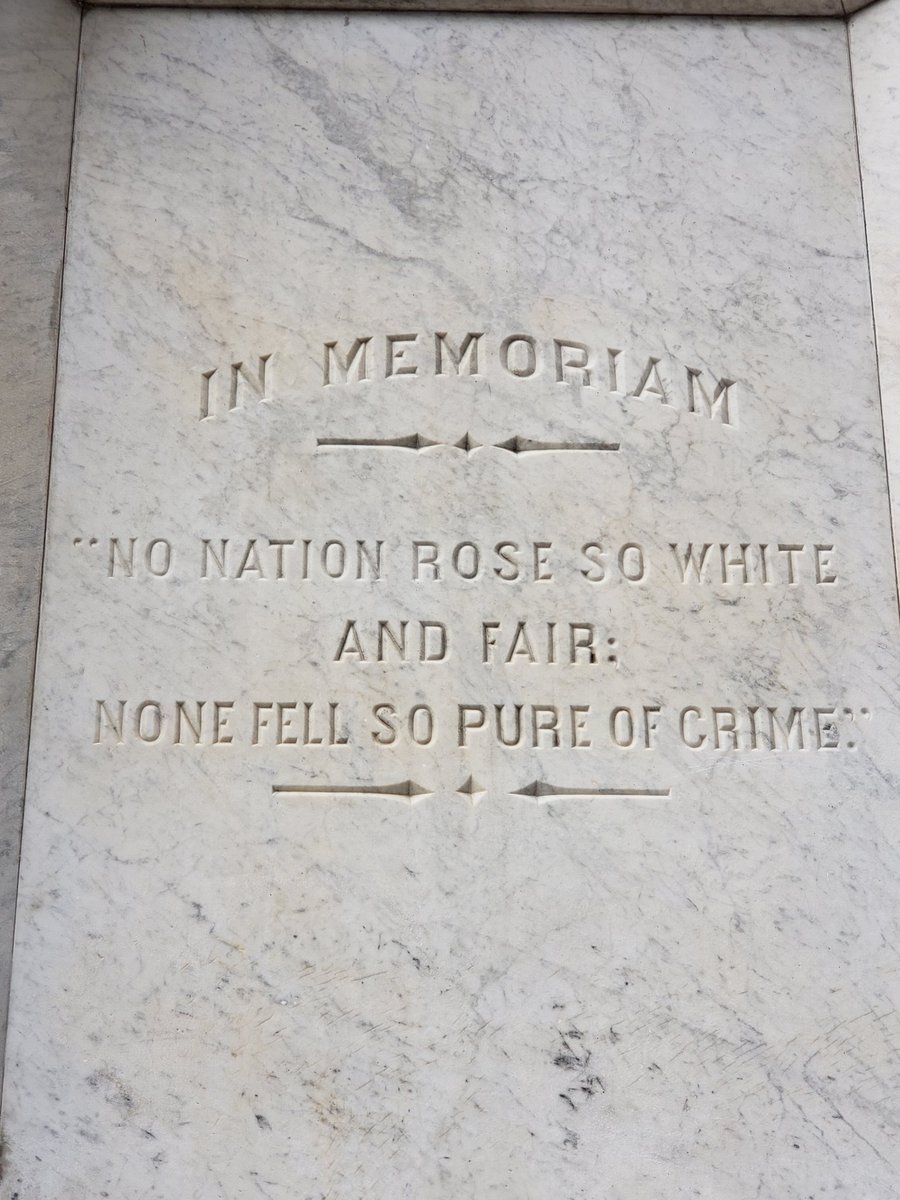 IN MEMORIAM
"NO NATION ROSE SO WHITE
AND FAIR:
NONE FELL SO PURE OF CRIME."